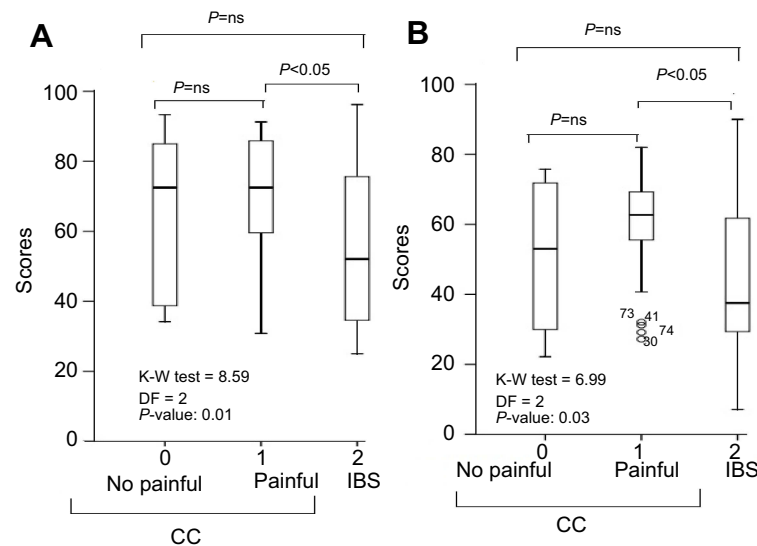 A
P=ns
P=ns
P<0.05
100
80
60
40
20
0
Scores
K-W test = 8.59
DF = 2
P-value: 0.01
0
1
2
No painful
Painful
IBS
CC
B
P=ns
P<0.05
P=ns
100
80
60
40
20
0
Scores
73
41
74
30
K-W test = 6.99
DF = 2
P-value: 0.03
0
1
2
No painful
Painful
IBS
CC